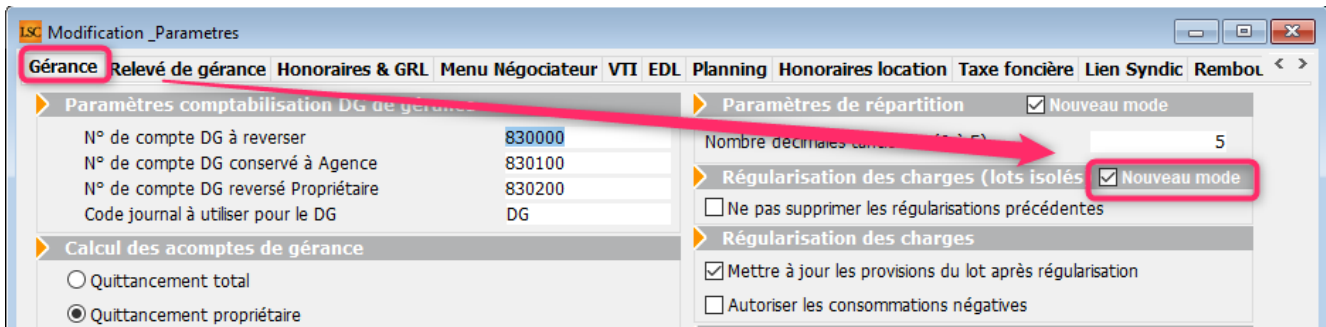 LSC Modification _Parametres
Gérance Relevé de gérance Honoraires & GRL Menu Négociateur VTI EDL Planning Honoraires location Taxe foncière Lien Syndic Rembou
Paramètres comptabilisation DG de gérance
N° de compte DG à reverser 830000
N° de compte DG conservé à Agence 830100
N° de compte DG reversé Propriétaire 830200
Code journal à utiliser pour le DG DG
Calcul des acomptes de gérance
Quittancement total
Quittancement propriétaire
Paramètres de répartition Nouveau mode
Nombre décimales 5
Régularisation des charges (lots isolés Nouveau mode
Ne pas supprimer les régularisations précédentes
Régularisation des charges
Mettre à jour les provisions du lot après régularisation
Autoriser les consommations négatives